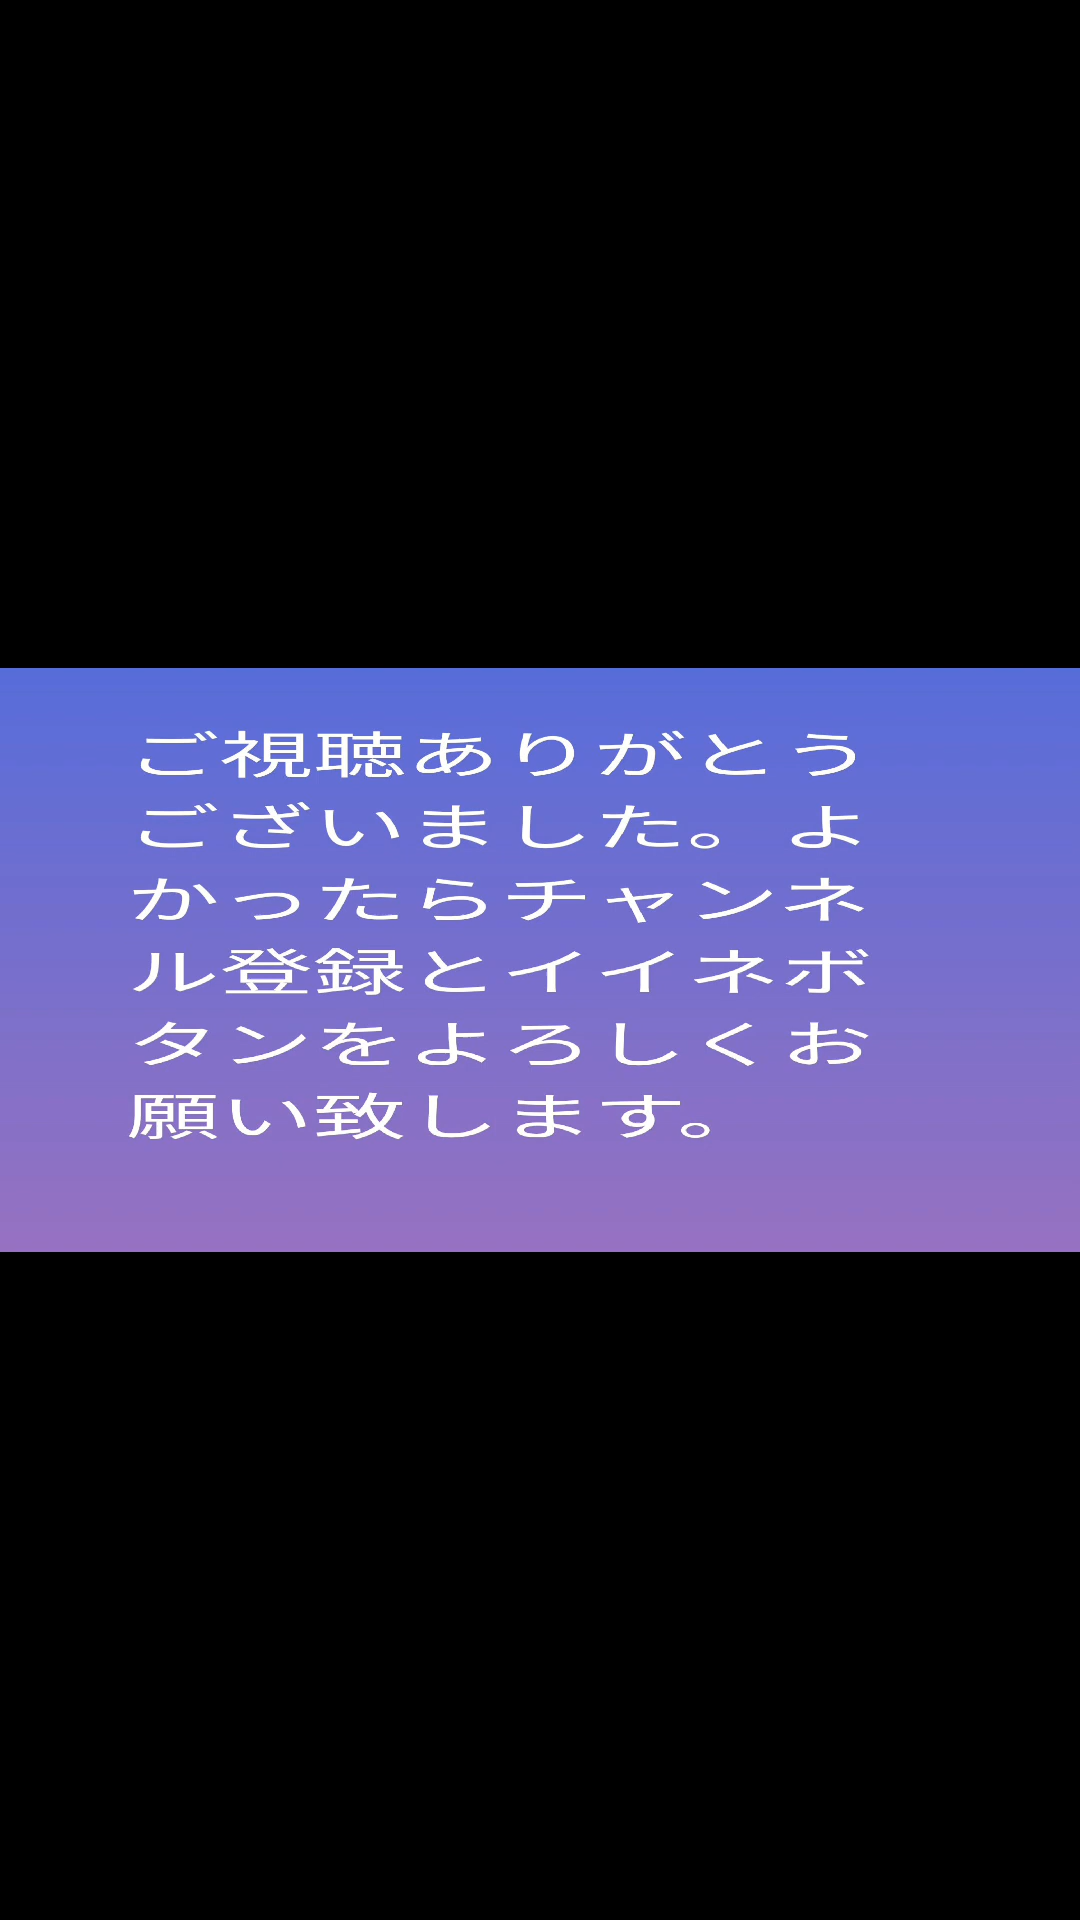 ご視聴ありがとう
ございました。よ
かったらチャンネ
ル登録とイイネボ
タンをよろしくお
願い致します。